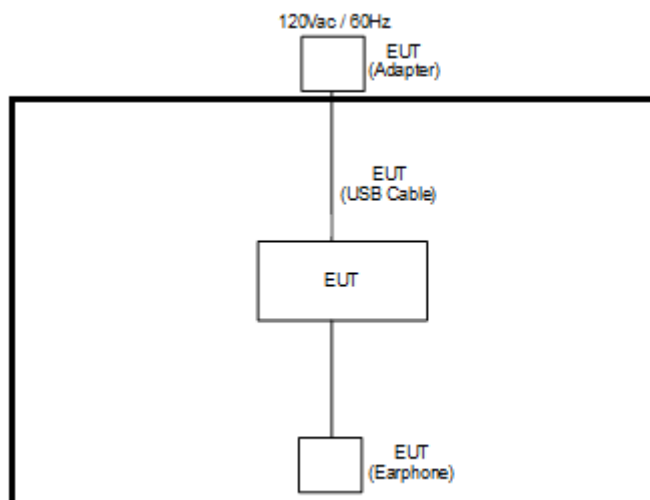 120Vac / 60Hz
EUT
(Adapter)
EUT
(USB Cable)
EUT
EUT
(Earphone)